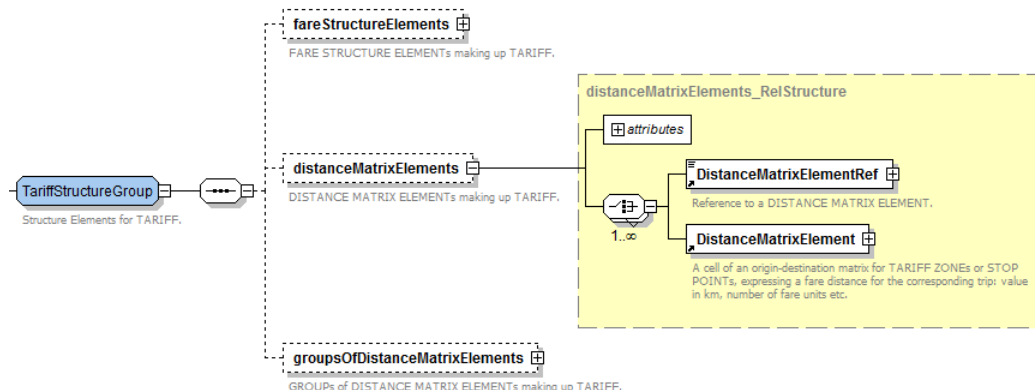 fareStructureElements
FARE STRUCTURE ELEMENTs making up TARIFF.
distanceMatrixElements_RelStructure
attributes
TariffStructureGroup
Structure Elements for TARIFF.
distanceMatrixElements
DISTANCE MATRIX ELEMENTs making up TARIFF.
DistanceMatrixElementRef
Reference to a DISTANCE MATRIX ELEMENT.
1..∞
DistanceMatrixElement
A cell of an origin-destination matrix for TARIFF ZONEs or STOP
POINTs, expressing a fare distance for the corresponding trip: value
in km, number of fare units etc.
groupsOfDistanceMatrixElements
GROUPs of DISTANCE MATRIX ELEMENTs making up TARIFF.